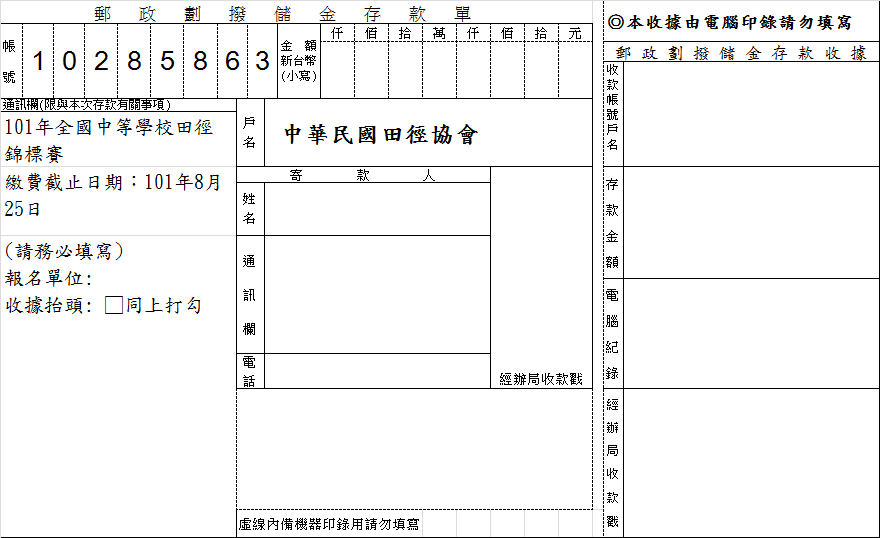 郵政劃撥儲金存款單
帳號
10285863
金額
新台幣
(小寫)
仟 佰 拾 萬 仟 佰 拾 元
通訊欄(限與本次存款有關事項)
101年全國中等學校田徑
錦標賽
繳費截止日期：101年8月
25日
(請務必填寫)
報名單位:
收據抬頭: □同上打勾
戶名
中華民國田徑協會
寄款人
姓名
通訊欄
電話
經辦局收款戳
虛線內備機器印錄用請勿填寫
◎本收據由電腦印錄請勿填寫
郵政劃撥儲金存款收據
收款帳號戶名
存款金額
電腦紀錄
經辦局收款戳